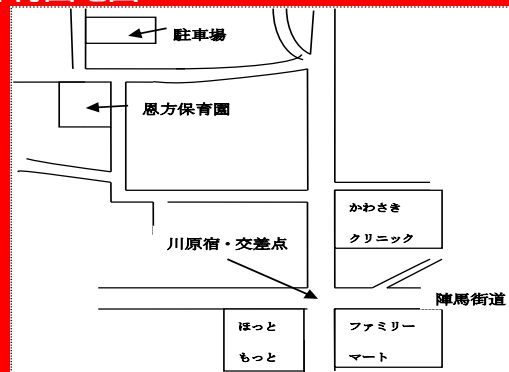 駐車場
恩方保育園
かわさき
クリニック
川原宿・交差点
陣馬街道
ほっと
もっと
ファミリー
マート